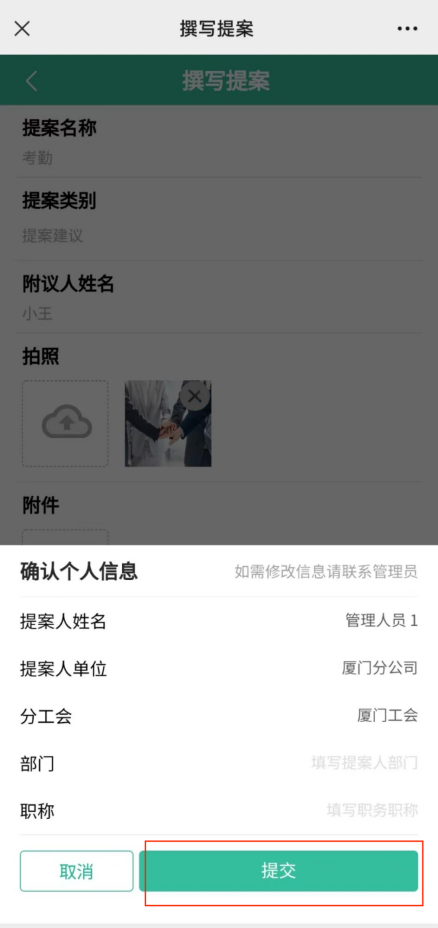 撰写提案
撰写提案
提案名称
考勤
提案类别
提案建议
附议人姓名
小王
拍照
附件
确认个人信息 如需修改信息请联系管理员
提案人姓名 管理人员 1
提案人单位 厦门分公司
分工会 厦门工会
部门 填写提案人部门
职称 填写职务职称
取消 提交